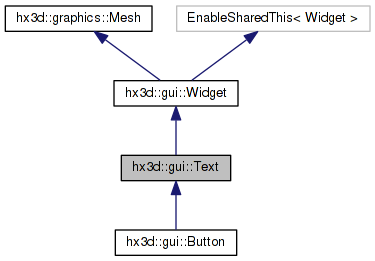 hx3d::graphics::Mesh
EnableSharedThis< Widget >
hx3d::gui::Widget
hx3d::gui::Text
hx3d::gui::Button